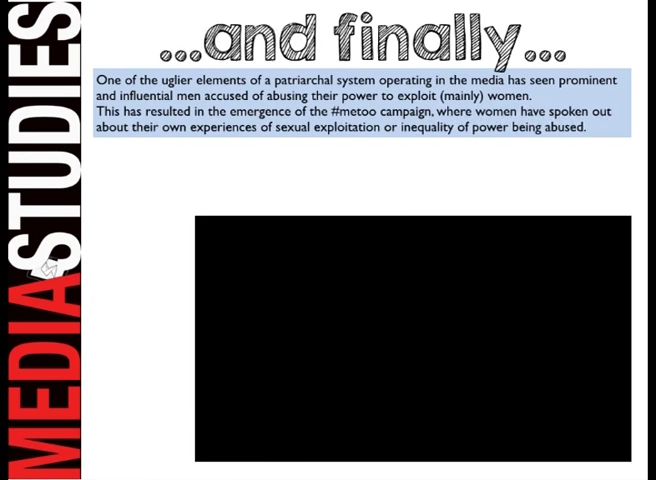 MEDIASTUDIES
...and finally...
One of the uglier elements of a patriarchal system operating in the media has seen prominent
and influential men accused of abusing their power to exploit (mainly) women.
This has resulted in the emergence of the #metoo campaign, where women have spoken out
about their own experiences of sexual exploitation or inequality of power being abused.